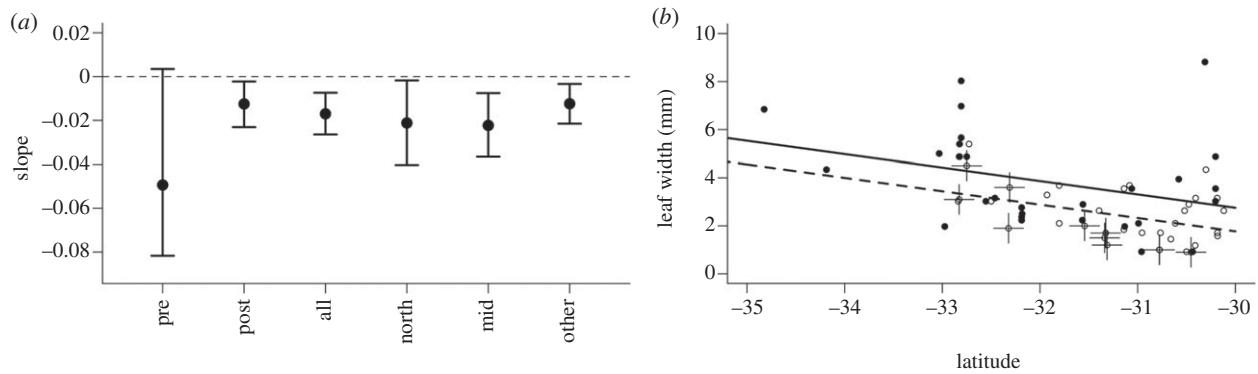 (a)
0.02
0
–0.02
–0.04
–0.06
–0.08
slope
pre
post
all
north
mid
other
(b)
10
8
6
4
2
0
leaf width (mm)
–35
–34
–33
–32
–31
–30
latitude